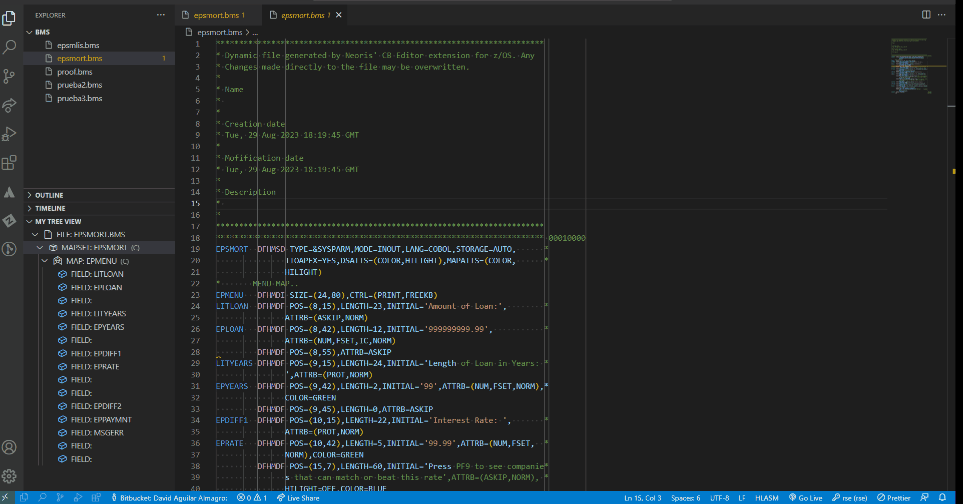 EXPLORER
BMS
epsmlis.bms
epsmort.bms 1
proof.bms
prueba2.bms
prueba3.bms
OUTLINE
TIMELINE
MY TREE VIEW
FILE: EPSMORT.BMS
MAPSET: EPSMORT (C)
MAP: EPMENU (C)
FIELD: LITLOAN
FIELD: EPLOAN
FIELD:
FIELD: LITYEARS
FIELD: EPYEARS
FIELD:
FIELD: EPDIFF1
FIELD: EPRATE
FIELD:
FIELD:
FIELD: EPDIFF2
FIELD: EPPAYMNT
FIELD: MSGERR
FIELD:
FIELD:
epsmort.bms 1
epsmort.bms 1
epsmort.bms > ...
1 ***********************************************************************
2 * Dynamic file generated by Neoris' CB Editor extension for z/OS. Any
3 * Changes made directly to the file may be overwritten.
4 *
5 * Name
6 *
7 *
8 * Creation date
9 * Tue, 29 Aug 2023 18:19:45 GMT
10 *
11 * Mofification date
12 * Tue, 29 Aug 2023 18:19:45 GMT
13 *
14 * Description
15 *
16 *
17 ***********************************************************************
18 *********************************************************************** 00010000
19 EPSMORT DFHMSD TYPE=&SYSPARM,MODE=INOUT,LANG=COBOL,STORAGE=AUTO, *
20 TIOAPFX=YES,DSATTS=(COLOR,HILIGHT),MAPATTS=(COLOR, *
21 HILIGHT)
22 * MENU MAP..
23 EPMENU DFHMDI SIZE=(24,80),CTRL=(PRINT,FREEKB)
24 LITLOAN DFHMDF POS=(8,15),LENGTH=23,INITIAL='Amount of Loan:', *
25 ATTRB=(ASKIP,NORM)
26 EPLOAN DFHMDF POS=(8,42),LENGTH=12,INITIAL='999999999.99', *
27 ATTRB=(NUM,FSET,IC,NORM)
28 DFHMDF POS=(8,55),ATTRB=ASKIP
29 LITYEARS DFHMDF POS=(9,15),LENGTH=24,INITIAL='Length of Loan in Years: *
30 ',ATTRB=(PROT,NORM)
31 EPYEARS DFHMDF POS=(9,42),LENGTH=2,INITIAL='99',ATTRB=(NUM,FSET,NORM),*
32 COLOR=GREEN
33 DFHMDF POS=(9,45),LENGTH=0,ATTRB=ASKIP
34 EPDIFF1 DFHMDF POS=(10,15),LENGTH=22,INITIAL='Interest Rate: ', *
35 ATTRB=(PROT,NORM)
36 EPRATE DFHMDF POS=(10,42),LENGTH=5,INITIAL='99.99',ATTRB=(NUM,FSET, *
37 NORM),COLOR=GREEN
38 DFHMDF POS=(15,7),LENGTH=60,INITIAL='Press PF9 to see companie*
39 s that can match or beat this rate',ATTRB=(ASKIP,NORM), *
40 HILIGHT=OFF,COLOR=BLUE
Bitbucket: David Aguilar Almagro: 0 1 Live Share Ln 15, Col 3 Spaces: 6 UTF-8 LF HLASM Go Live rse (rse) Prettier